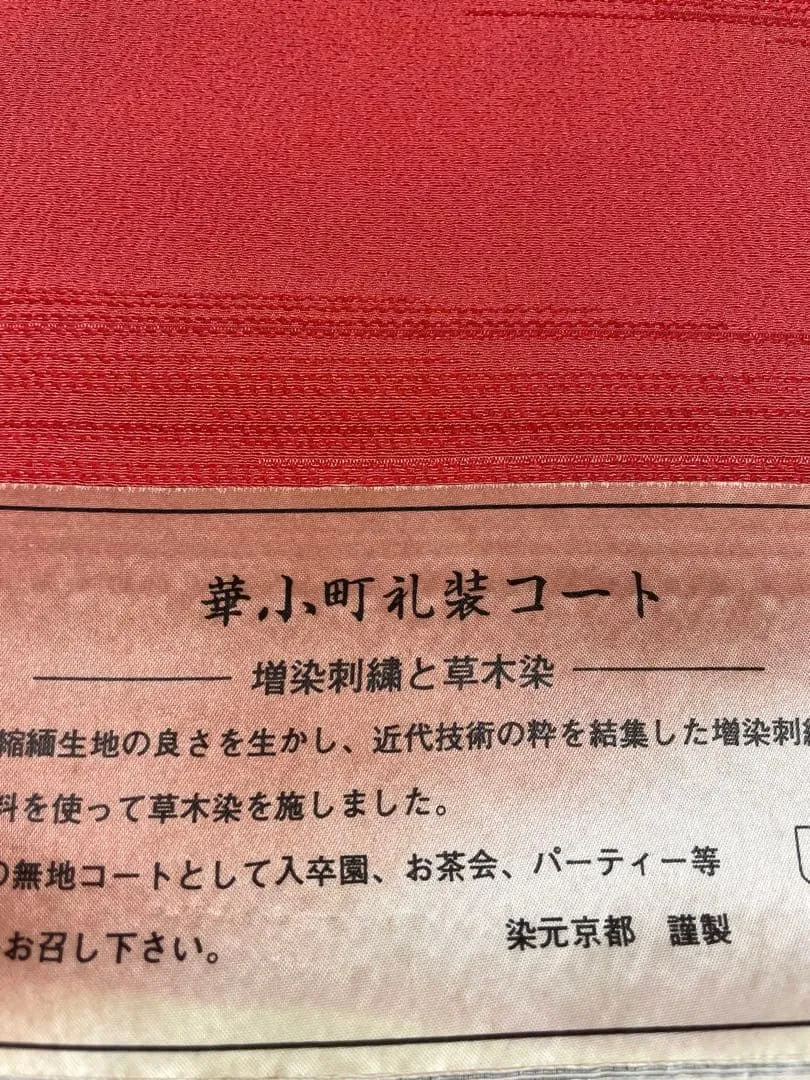 華小町礼装コート
増染刺繍と草木染
縮緬生地の良さを生かし、近代技術の粋を結集した増染刺繍
料を使って草木染を施しました。
の無地コートとして入卒園、お茶会、パーティー等
お召し下さい。
染元京都 謹製